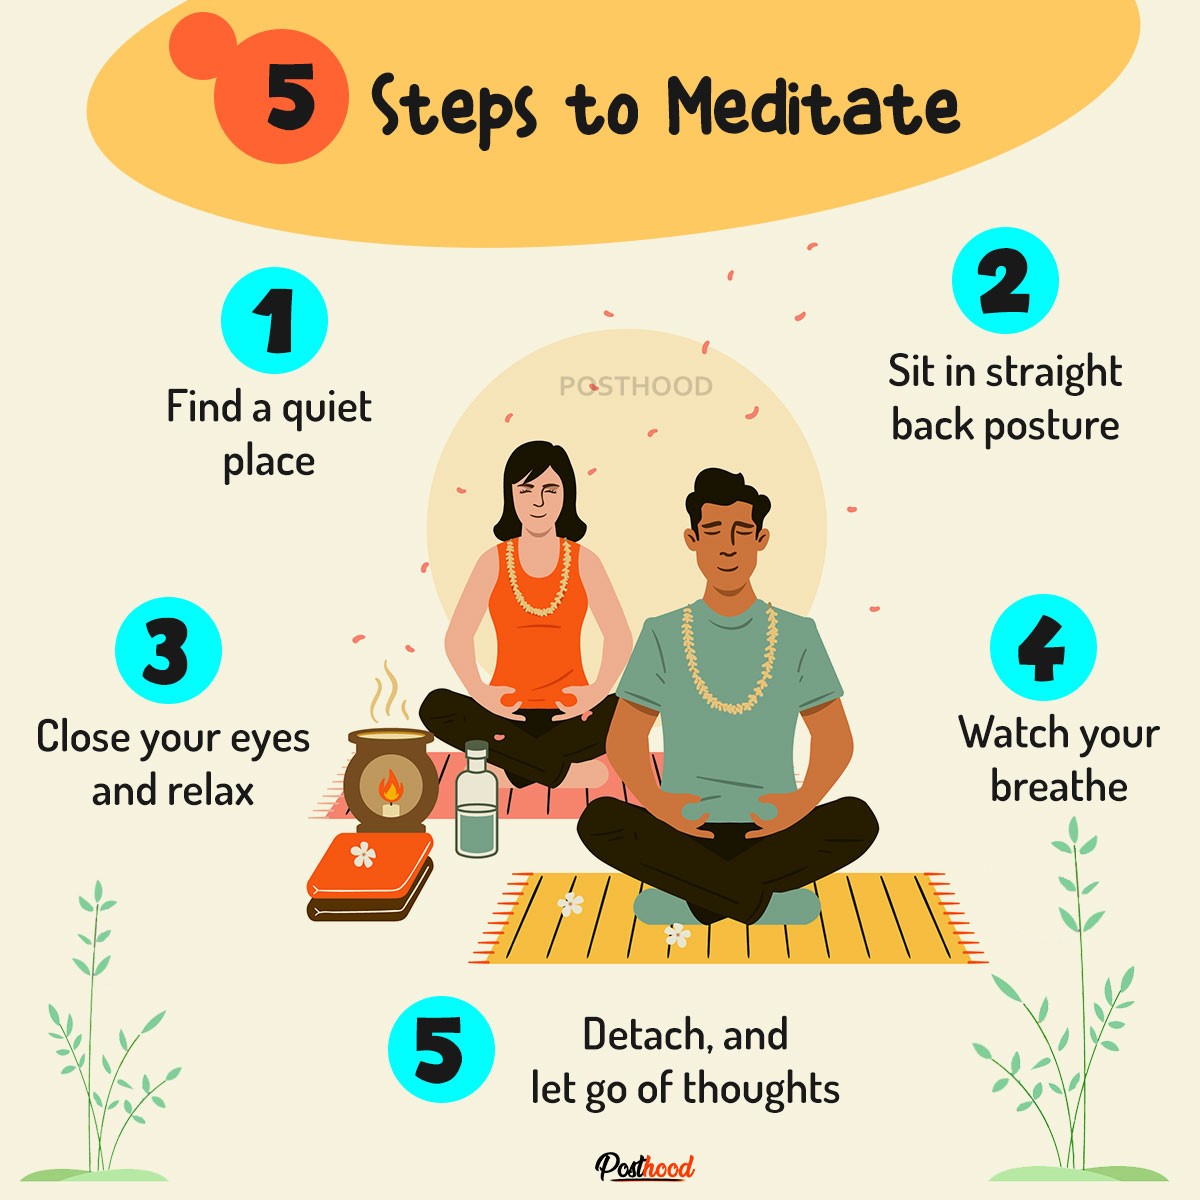 5 Steps to Meditate
1
Find a quiet
place
2
Sit in straight
back posture
POSTHOOD
3
Close your eyes
and relax
4
Watch your
breathe
5
Detach, and
let go of thoughts
Posthood